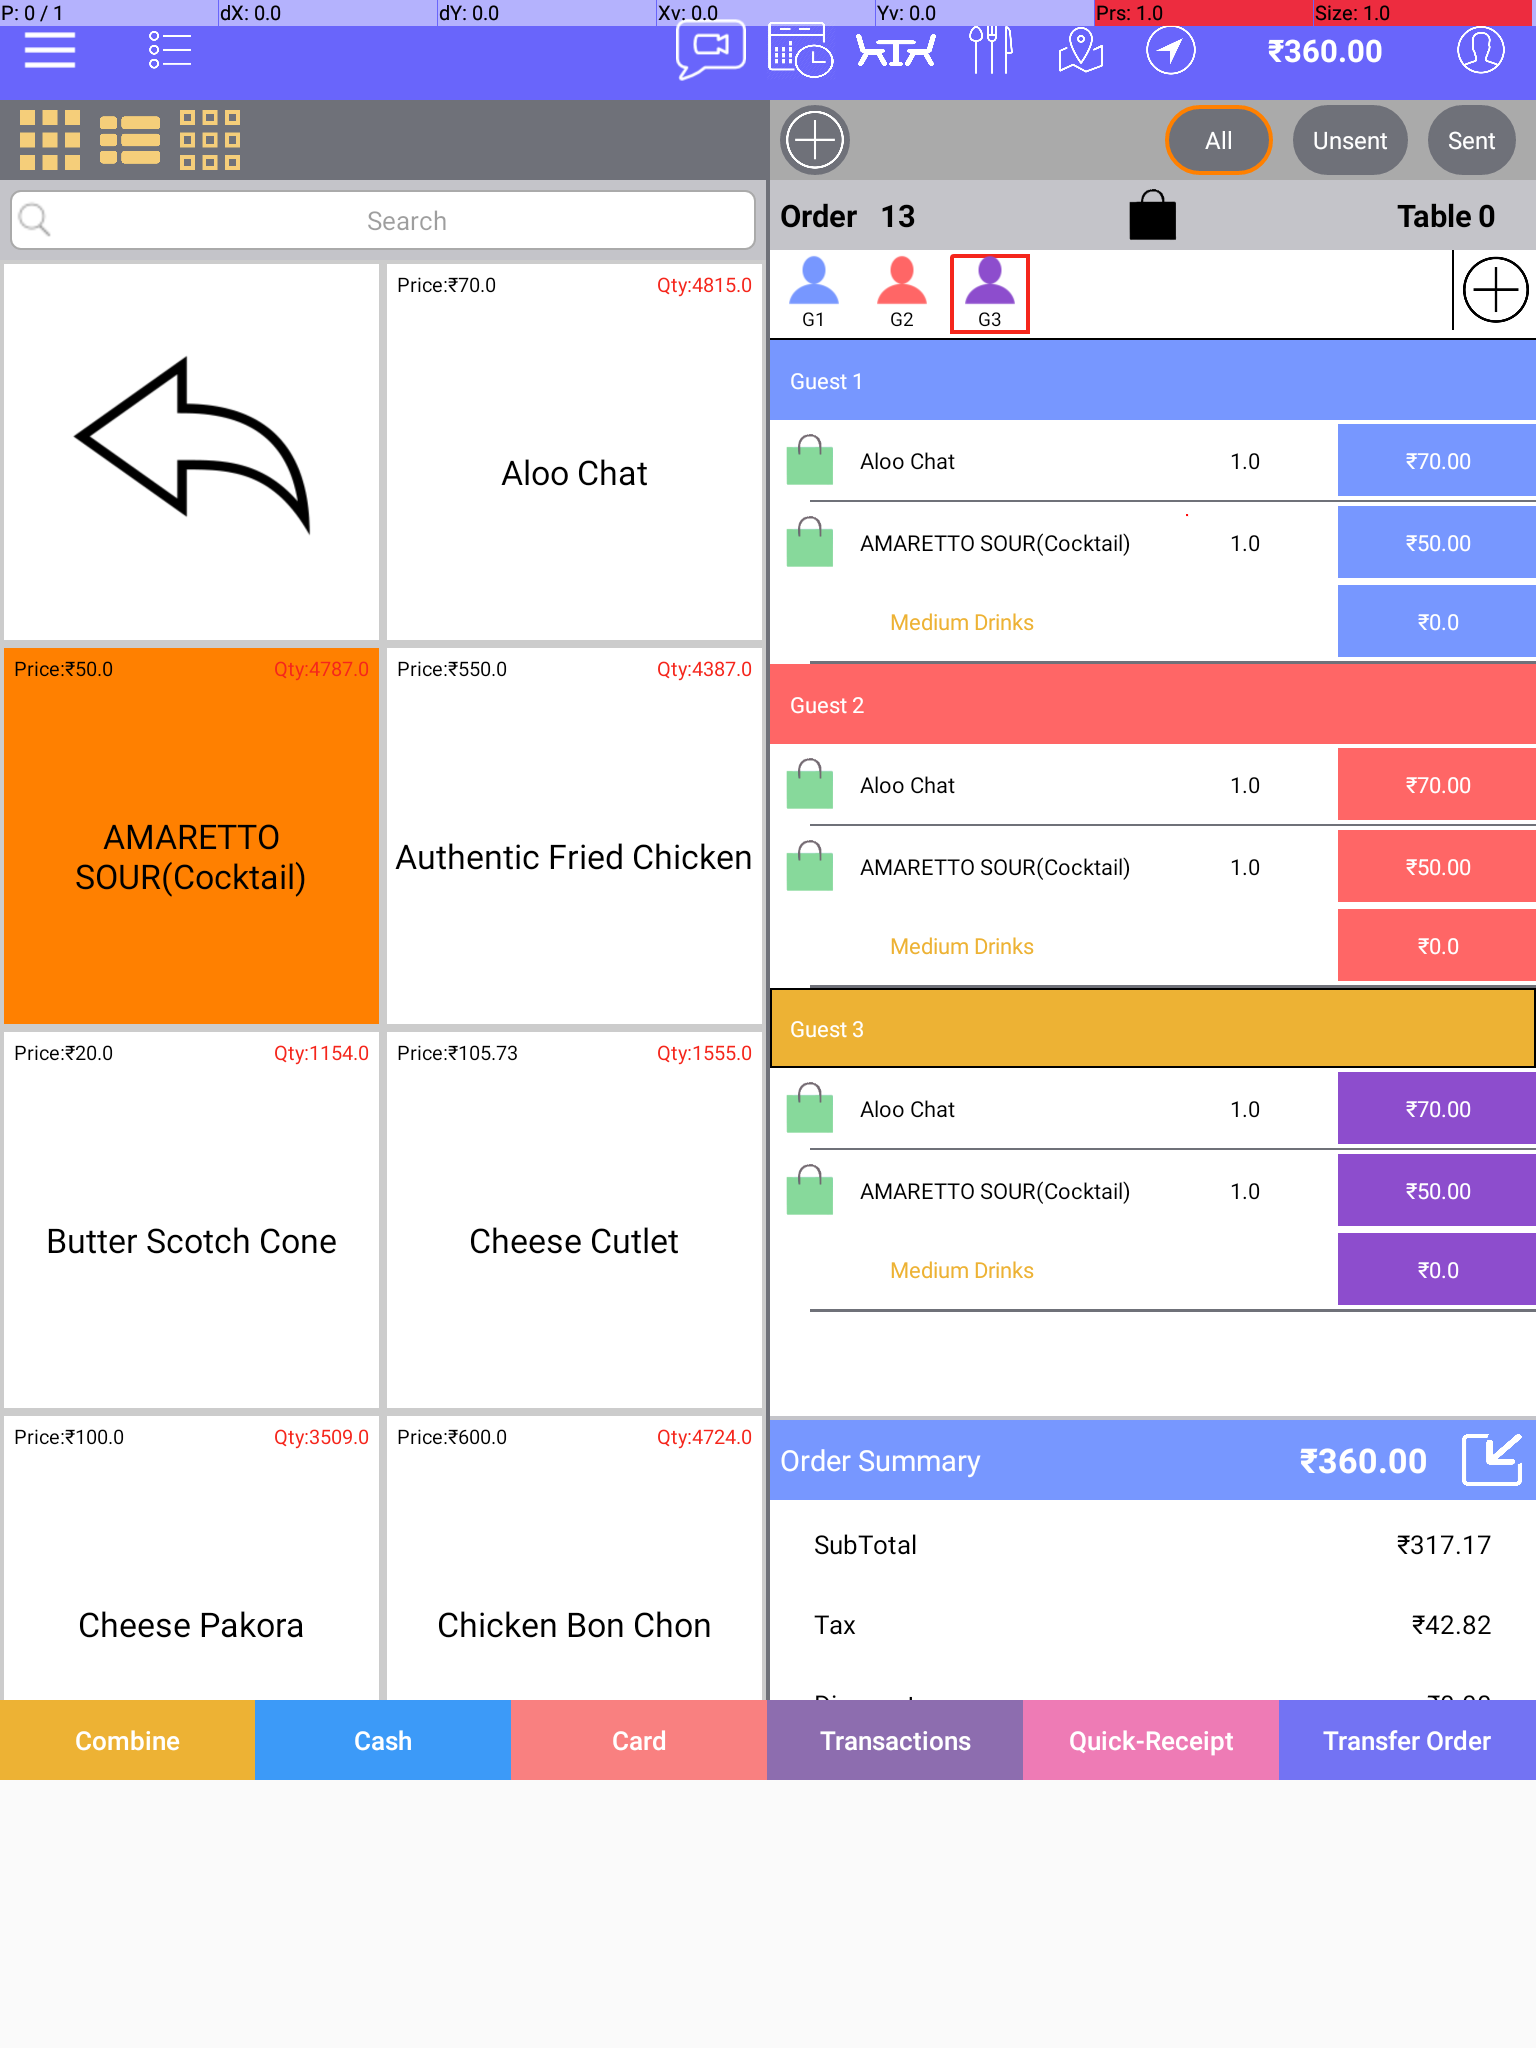 P: 0 / 1
dX: 0.0
dY: 0.0
Xv: 0.0
Yv: 0.0
Prs: 1.0
Size: 1.0
₹360.00
All
Unsent
Sent
Search
Order 13
Table 0
G1
G2
G3
Price:₹70.0
Qty:4815.0
Aloo Chat
Price:₹50.0
Qty:4787.0
AMARETTO
SOUR(Cocktail)
Price:₹550.0
Qty:4387.0
Authentic Fried Chicken
Price:₹20.0
Qty:1154.0
Butter Scotch Cone
Price:₹105.73
Qty:1555.0
Cheese Cutlet
Price:₹100.0
Qty:3509.0
Cheese Pakora
Price:₹600.0
Qty:4724.0
Chicken Bon Chon
Guest 1
Aloo Chat 1.0 ₹70.00
AMARETTO SOUR(Cocktail) 1.0 ₹50.00
Medium Drinks ₹0.0
Guest 2
Aloo Chat 1.0 ₹70.00
AMARETTO SOUR(Cocktail) 1.0 ₹50.00
Medium Drinks ₹0.0
Guest 3
Aloo Chat 1.0 ₹70.00
AMARETTO SOUR(Cocktail) 1.0 ₹50.00
Medium Drinks ₹0.0
Order Summary ₹360.00
SubTotal ₹317.17
Tax ₹42.82
Combine
Cash
Card
Transactions
Quick-Receipt
Transfer Order